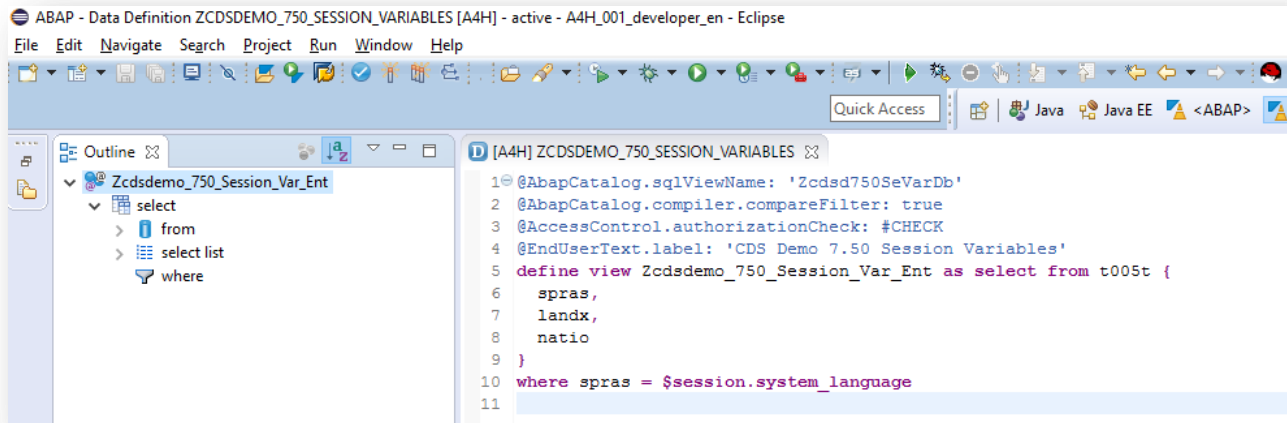 ABAP - Data Definition ZCDSDEMO_750_SESSION_VARIABLES [A4H] - active - A4H_001_developer_en - Eclipse
File Edit Navigate Search Project Run Window Help
Quick Access Java Java EE <ABAP>
Outline
[A4H] ZCDSDEMO_750_SESSION_VARIABLES
Zcdsdemo_750_Session_Var_Ent
select
from
select list
where
1 @AbapCatalog.sqlViewName: 'Zcdsd750SeVarDb'
2 @AbapCatalog.compiler.compareFilter: true
3 @AccessControl.authorizationCheck: #CHECK
4 @EndUserText.label: 'CDS Demo 7.50 Session Variables'
5 define view Zcdsdemo_750_Session_Var_Ent as select from t005t {
6 spras,
7 landx,
8 natio
9 }
10 where spras = $session.system_language
11